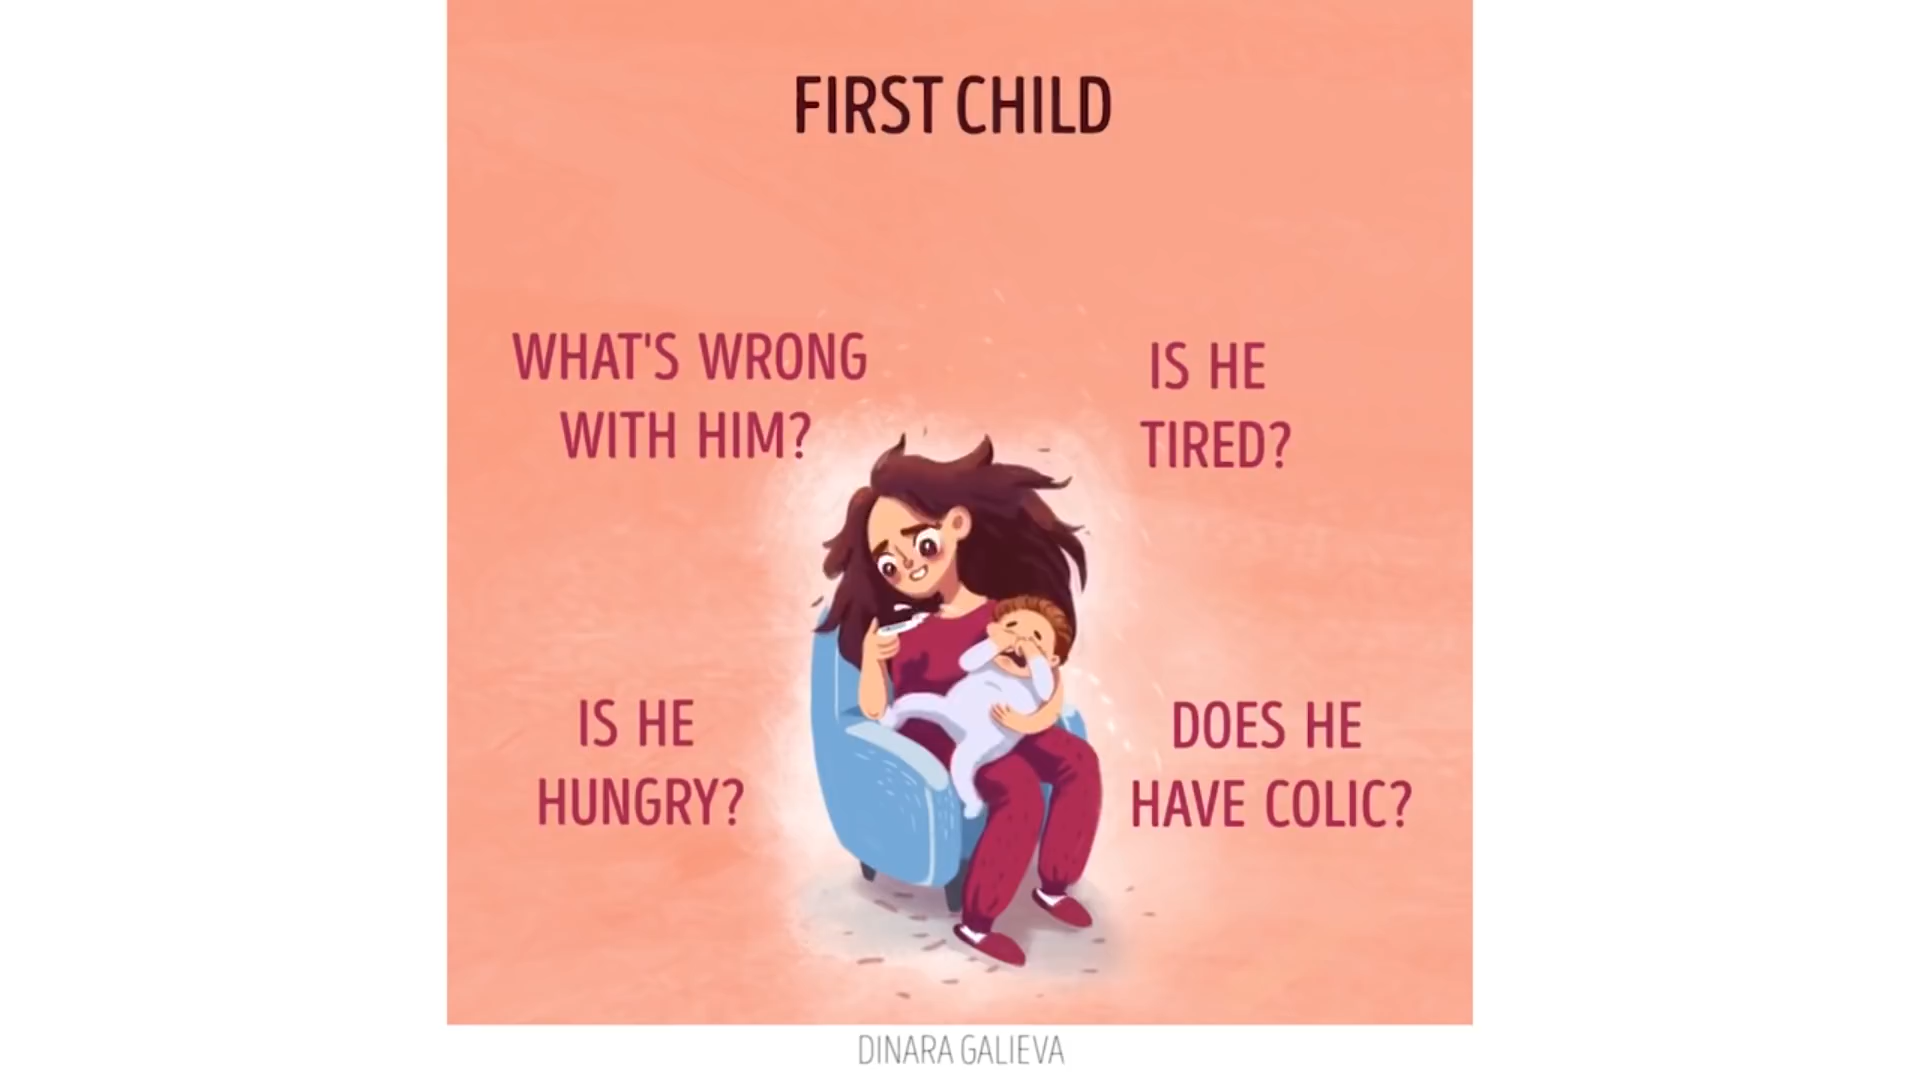 FIRST CHILD
WHAT'S WRONG
WITH HIM?
IS HE
TIRED?
IS HE
HUNGRY?
DOES HE
HAVE COLIC?
DINARA GALIEVA